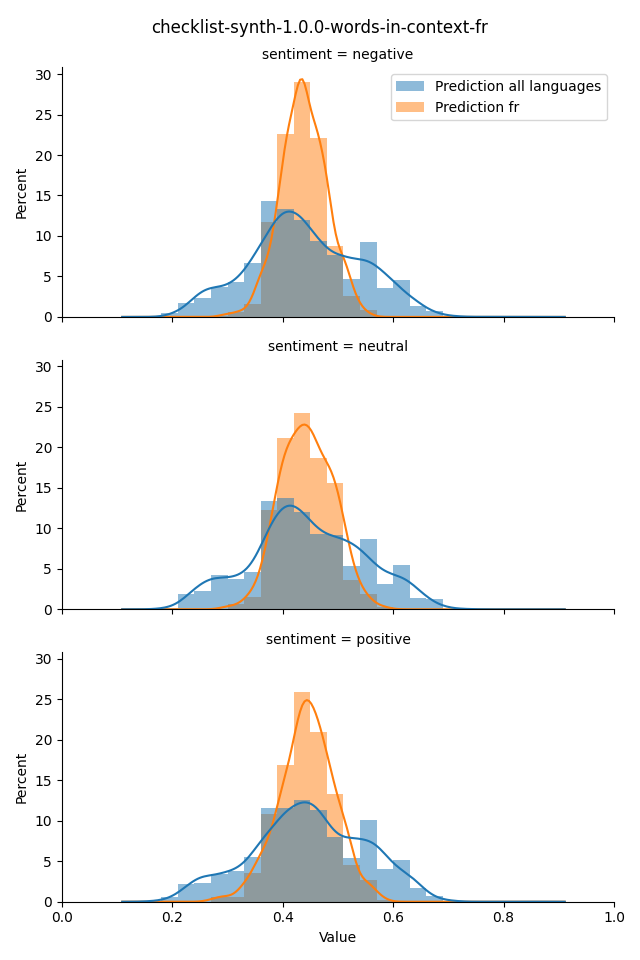 checklist-synth-1.0.0-words-in-context-fr
sentiment = negative
Prediction all languages
Prediction fr
Percent
30
25
20
15
10
5
0
sentiment = neutral
Percent
30
25
20
15
10
5
0
sentiment = positive
Percent
30
25
20
15
10
5
0
0.0 0.2 0.4 0.6 0.8 1.0
Value